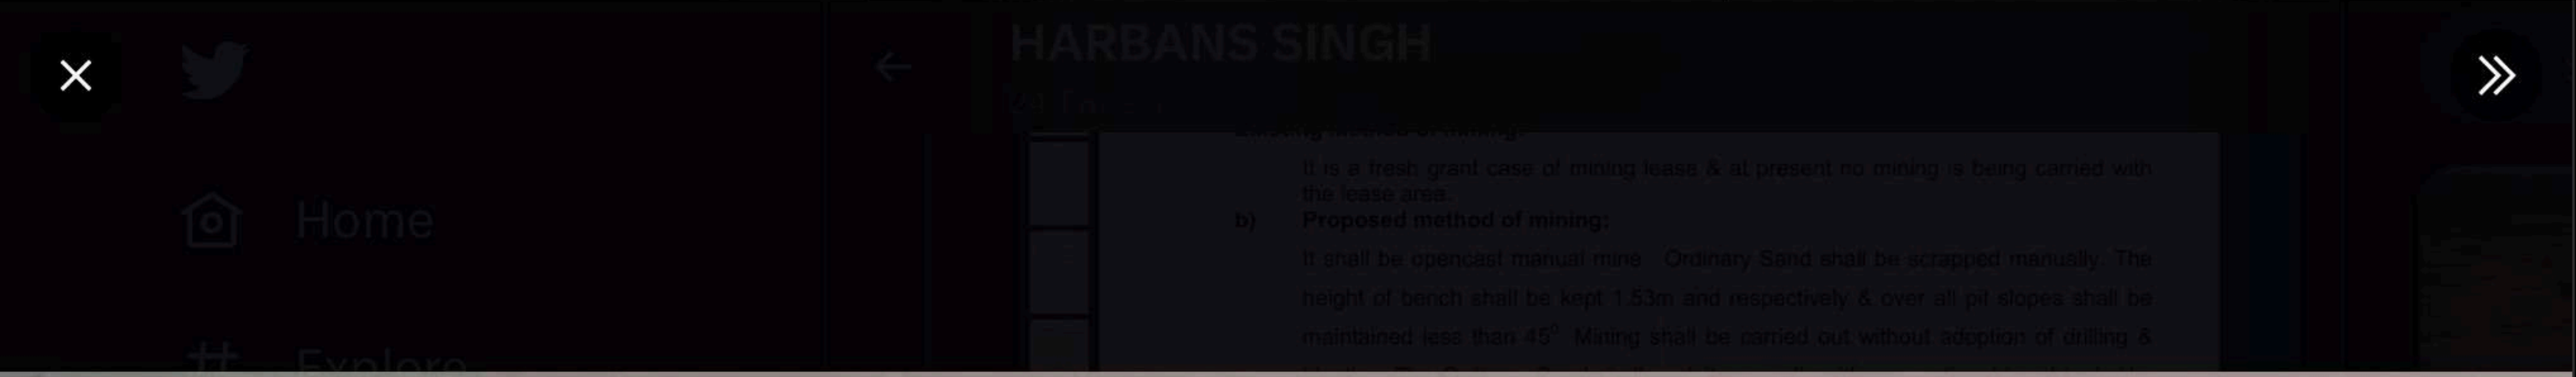 HARBANS SINGH
Home
Explore
It is a fresh grant case of mining lease & at present no mining is being carried with
the lease area.
b) Proposed method of mining:
It shall be opencast manual mine. Ordinary Sand shall be scrapped manually. The
height of bench shall be kept 1.53m and respectively & over all pit slopes shall be
maintained less than 45° Mining shall be carried out without adoption of drilling &